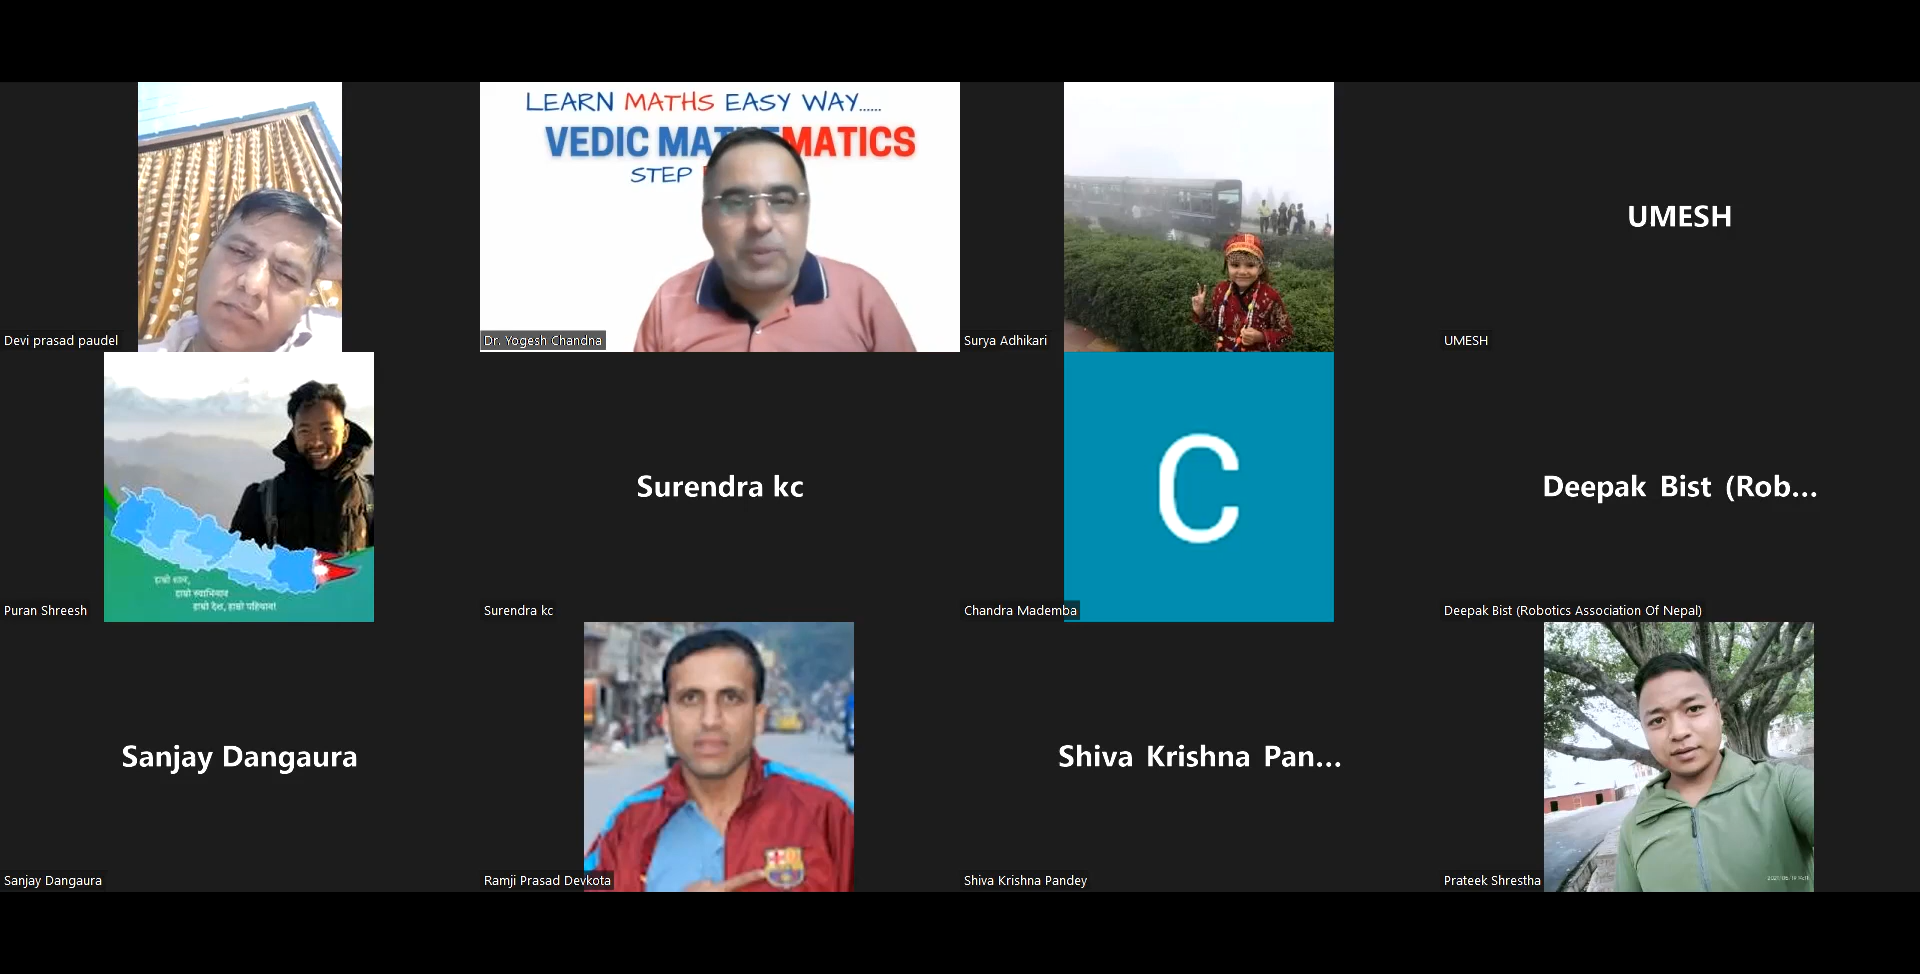 LEARN MATHS EASY WAY......
VEDIC MATHEMATICS
STEP
Devi prasad paudel
Dr. Yogesh Chandna
Surya Adhikari
UMESH
UMESH
हाम्रो शान,
हाम्रो स्वाभिमान
हाम्रो देश, हाम्रो पहिचान!
Surendra kc
C
Deepak Bist (Rob...
Puran Shreesh
Surendra kc
Chandra Mademba
Deepak Bist (Robotics Association Of Nepal)
Sanjay Dangaura
Shiva Krishna Pan...
Sanjay Dangaura
Ramji Prasad Devkota
Shiva Krishna Pandey
Prateek Shrestha